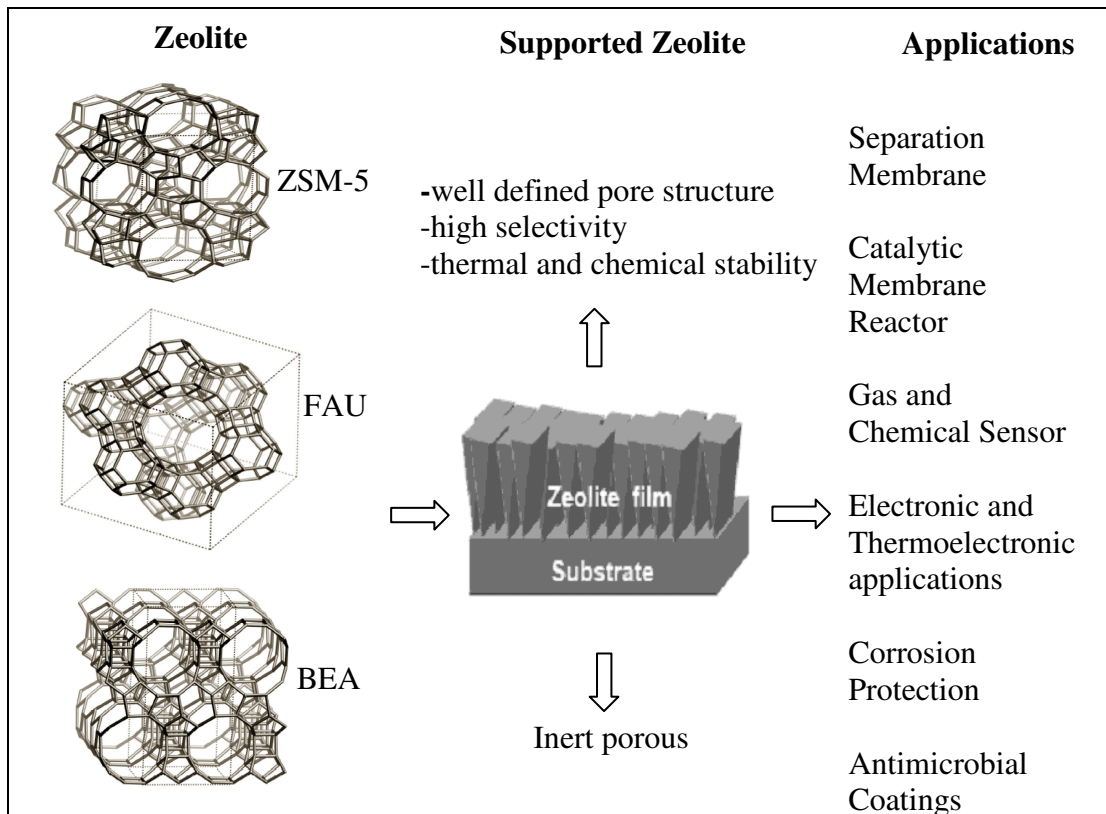 Zeolite
ZSM-5
FAU
BEA
Supported Zeolite
-well defined pore structure
-high selectivity
-thermal and chemical stability
Zeolite film
Substrate
Inert porous
Applications
Separation
Membrane
Catalytic
Membrane
Reactor
Gas and
Chemical Sensor
Electronic and
Thermoelectronic
applications
Corrosion
Protection
Antimicrobial
Coatings